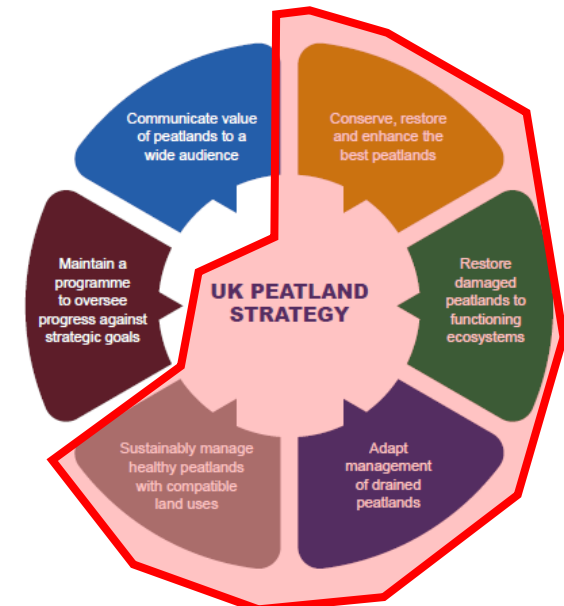 Communicate value
of peatlands to a
wide audience
Conserve, restore
and enhance the
best peatlands
Maintain a
programme
to oversee
progress against
strategic goals
UK PEATLAND
STRATEGY
Restore
damaged
peatlands to
functioning
ecosystems
Sustainably manage
healthy peatlands
with compatible
land uses
Adapt
management
of drained
peatlands